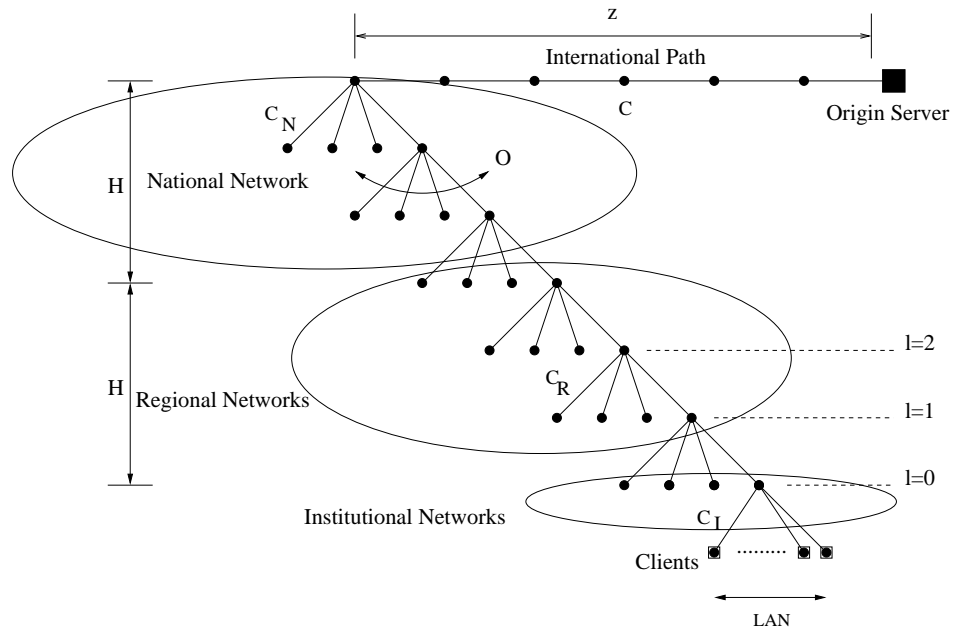 z
International Path
C
Origin Server
C N
O
H
National Network
l=2
H
C R
Regional Networks
l=1
l=0
Institutional Networks
C I
Clients
LAN